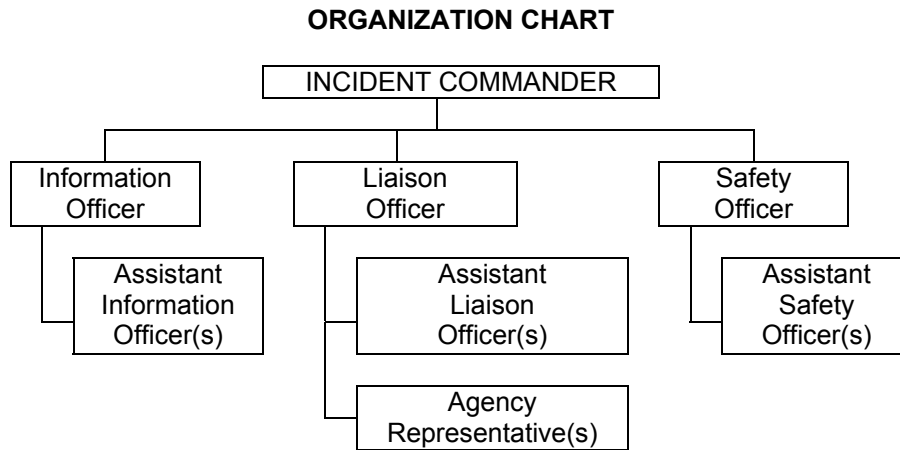 ORGANIZATION CHART
INCIDENT COMMANDER
Information
Officer
Liaison
Officer
Safety
Officer
Assistant
Information
Officer(s)
Assistant
Liaison
Officer(s)
Assistant
Safety
Officer(s)
Agency
Representative(s)